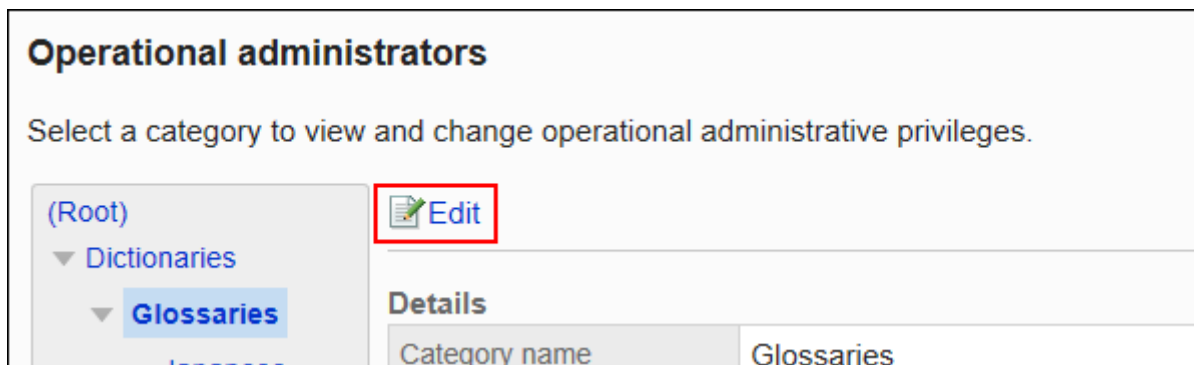 Operational administrators
Select a category to view and change operational administrative privileges.
(Root)
Edit
Dictionaries
Glossaries
Details
Category name Glossaries